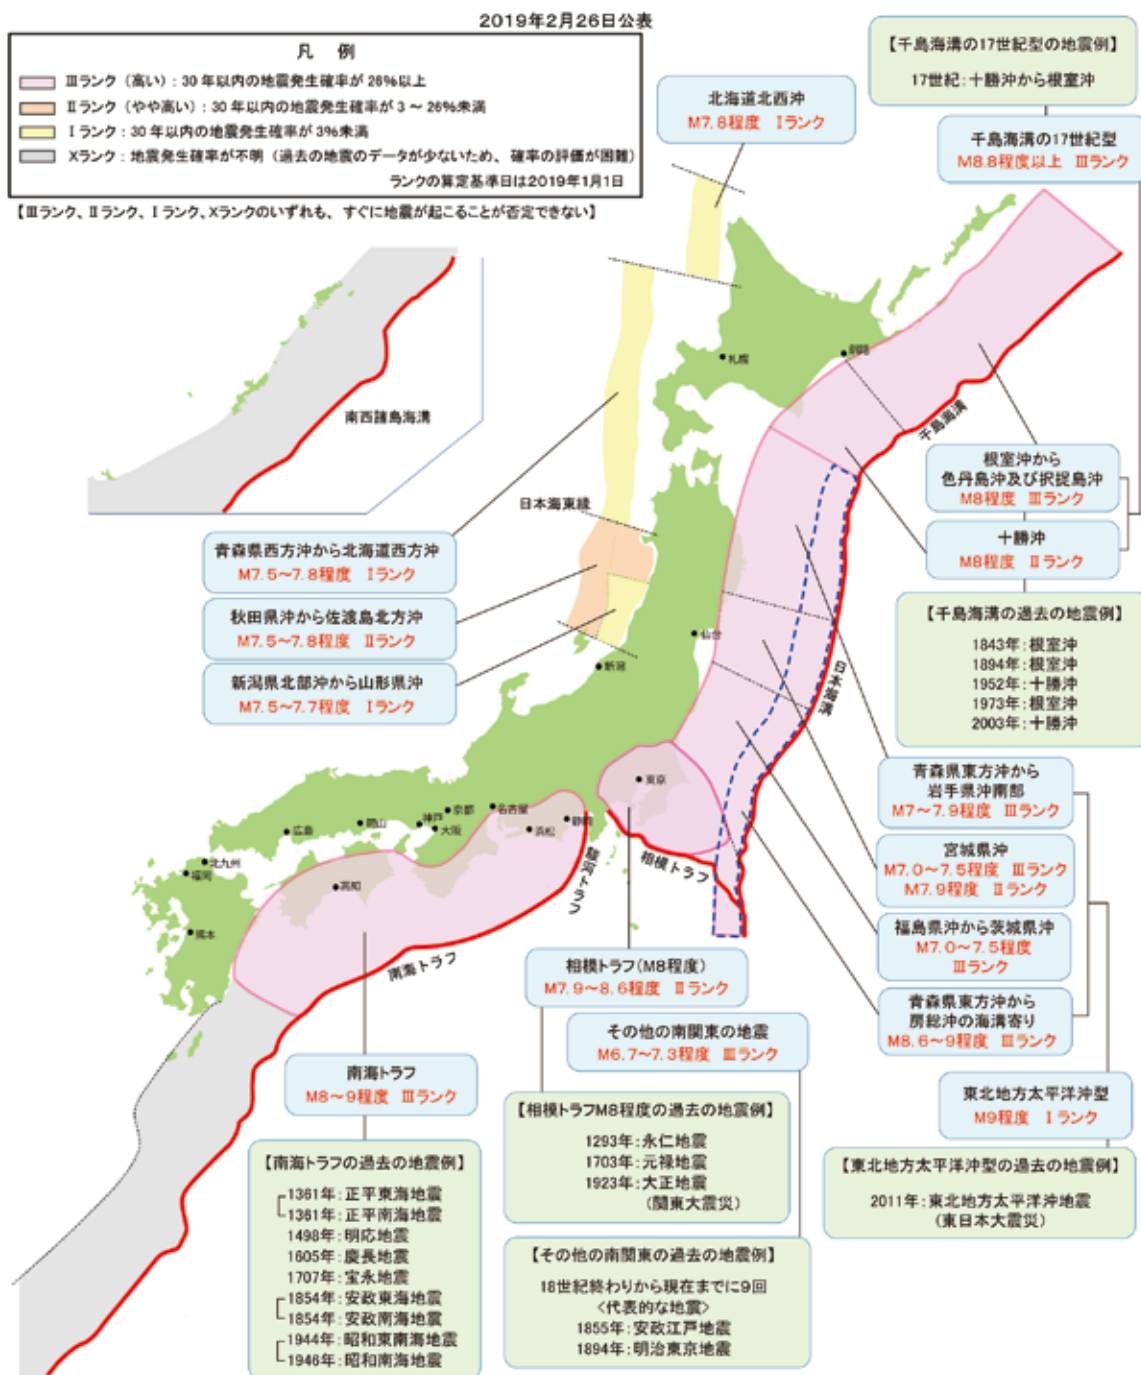 2019年2月26日公表
凡 例
Ⅲランク（高い）：30年以内の地震発生確率が26%以上
Ⅱランク（やや高い）：30年以内の地震発生確率が3～26%未満
Ⅰランク：30年以内の地震発生確率が3%未満
Xランク：地震発生確率が不明（過去の地震のデータが少ないため、確率の評価が困難）
ランクの算定基準日は2019年1月1日
【Ⅲランク、Ⅱランク、Ⅰランク、Xランクのいずれも、すぐに地震が起こることが否定できない】
【千島海溝の17世紀型の地震例】
17世紀：十勝沖から根室沖
北海道北西沖
M7.8程度 Ⅰランク
千島海溝の17世紀型
M8.8程度以上 Ⅲランク
南西諸島海溝
札幌
釧路
千島海溝
根室沖から
色丹島沖及び択捉島沖
M8程度 Ⅲランク
十勝沖
M8程度 Ⅱランク
日本海東縁
青森県西方沖から北海道西方沖
M7.5～7.8程度 Ⅰランク
秋田県沖から佐渡島北方沖
M7.5～7.8程度 Ⅱランク
新潟県北部沖から山形県沖
M7.5～7.7程度 Ⅰランク
仙台
新潟
日本海溝
【千島海溝の過去の地震例】
1843年：根室沖
1894年：根室沖
1952年：十勝沖
1973年：根室沖
2003年：十勝沖
青森県東方沖から
岩手県沖南部
M7～7.9程度 Ⅲランク
宮城県沖
M7.0～7.5程度 Ⅲランク
M7.9程度 Ⅱランク
福島県沖から茨城県沖
M7.0～7.5程度
Ⅲランク
青森県東方沖から
房総沖の海溝寄り
M8.6～9程度 Ⅲランク
東京
京都
名古屋
神戸
大阪
浜松
静岡
岡山
広島
北九州
福岡
高知
熊本
駿河トラフ
相模トラフ
南海トラフ
相模トラフ（M8程度）
M7.9～8.6程度 Ⅱランク
その他の南関東の地震
M6.7～7.3程度 Ⅲランク
南海トラフ
M8～9程度 Ⅲランク
東北地方太平洋沖型
M9程度 Ⅰランク
【相模トラフM8程度の過去の地震例】
1293年：永仁地震
1703年：元禄地震
1923年：大正地震
（関東大震災）
【東北地方太平洋沖型の過去の地震例】
2011年：東北地方太平洋沖地震
（東日本大震災）
【南海トラフの過去の地震例】
1361年：正平東海地震
1361年：正平南海地震
1498年：明応地震
1605年：慶長地震
1707年：宝永地震
1854年：安政東海地震
1854年：安政南海地震
1944年：昭和東南海地震
1946年：昭和南海地震
【その他の南関東の過去の地震例】
18世紀終わりから現在までに9回
＜代表的な地震＞
1855年：安政江戸地震
1894年：明治東京地震